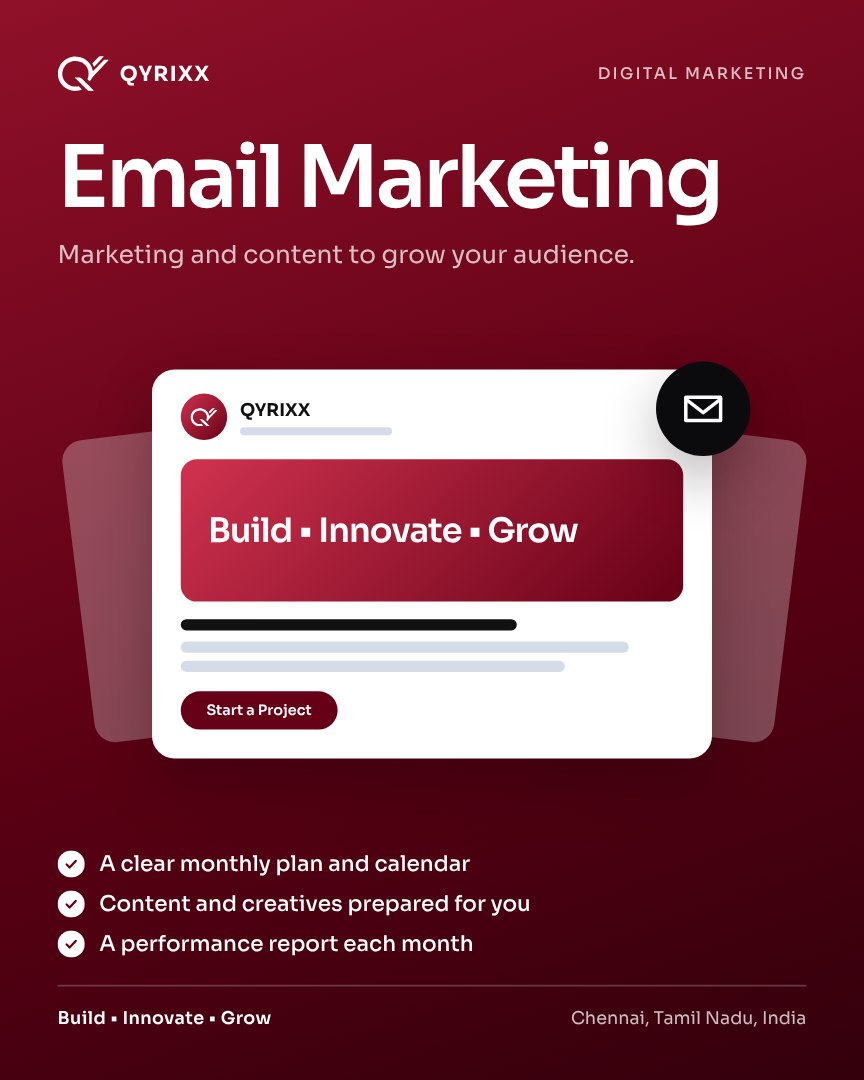 QYRIXX
DIGITAL MARKETING
Email Marketing
Marketing and content to grow your audience.
QYRIXX
Build ▪ Innovate ▪ Grow
Start a Project
A clear monthly plan and calendar
Content and creatives prepared for you
A performance report each month
Build ▪ Innovate ▪ Grow
Chennai, Tamil Nadu, India